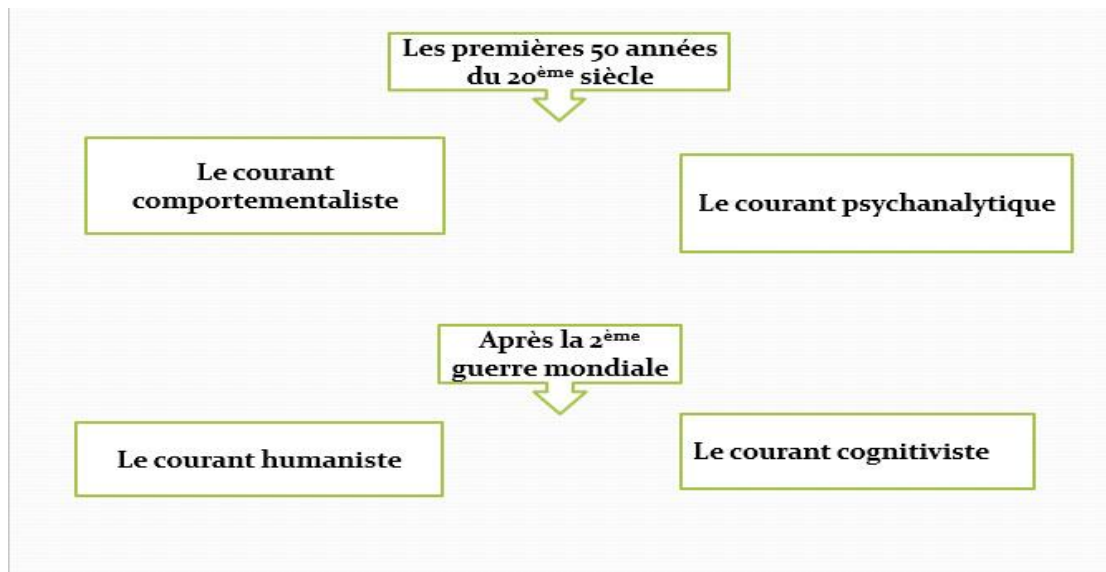 Les premières 50 années
du 20ème siècle
Le courant
comportementaliste
Le courant psychanalytique
Après la 2ème
guerre mondiale
Le courant humaniste
Le courant cognitiviste